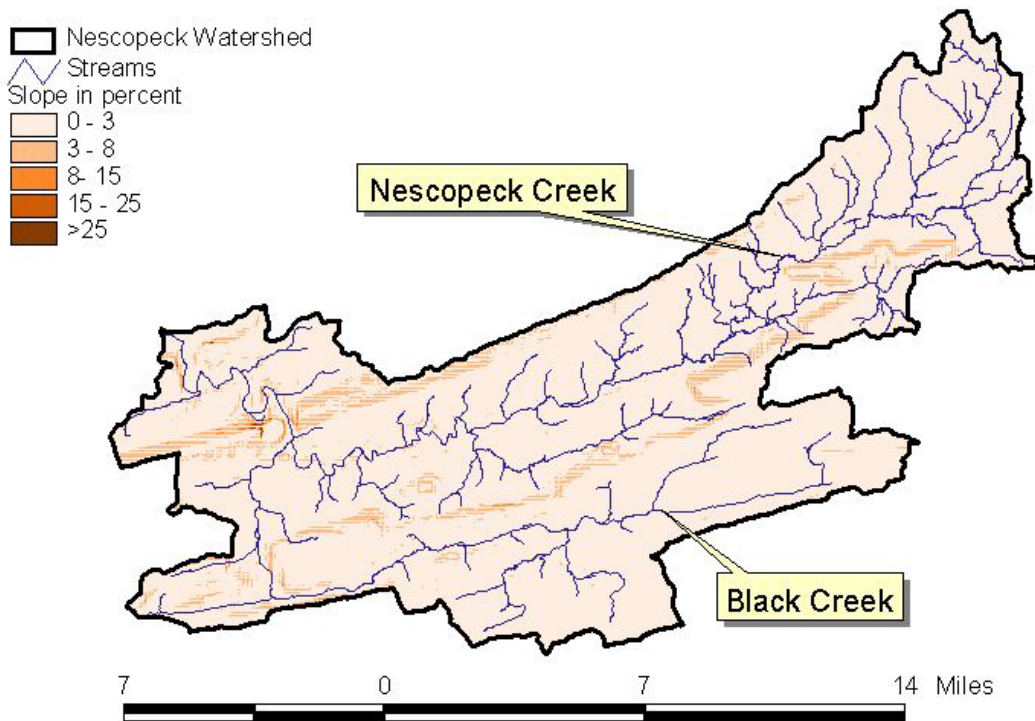 Nescopeck Watershed
Streams
Slope in percent
0 - 3
3 - 8
8- 15
15 - 25
>25
Nescopeck Creek
Black Creek
7 0 7 14 Miles